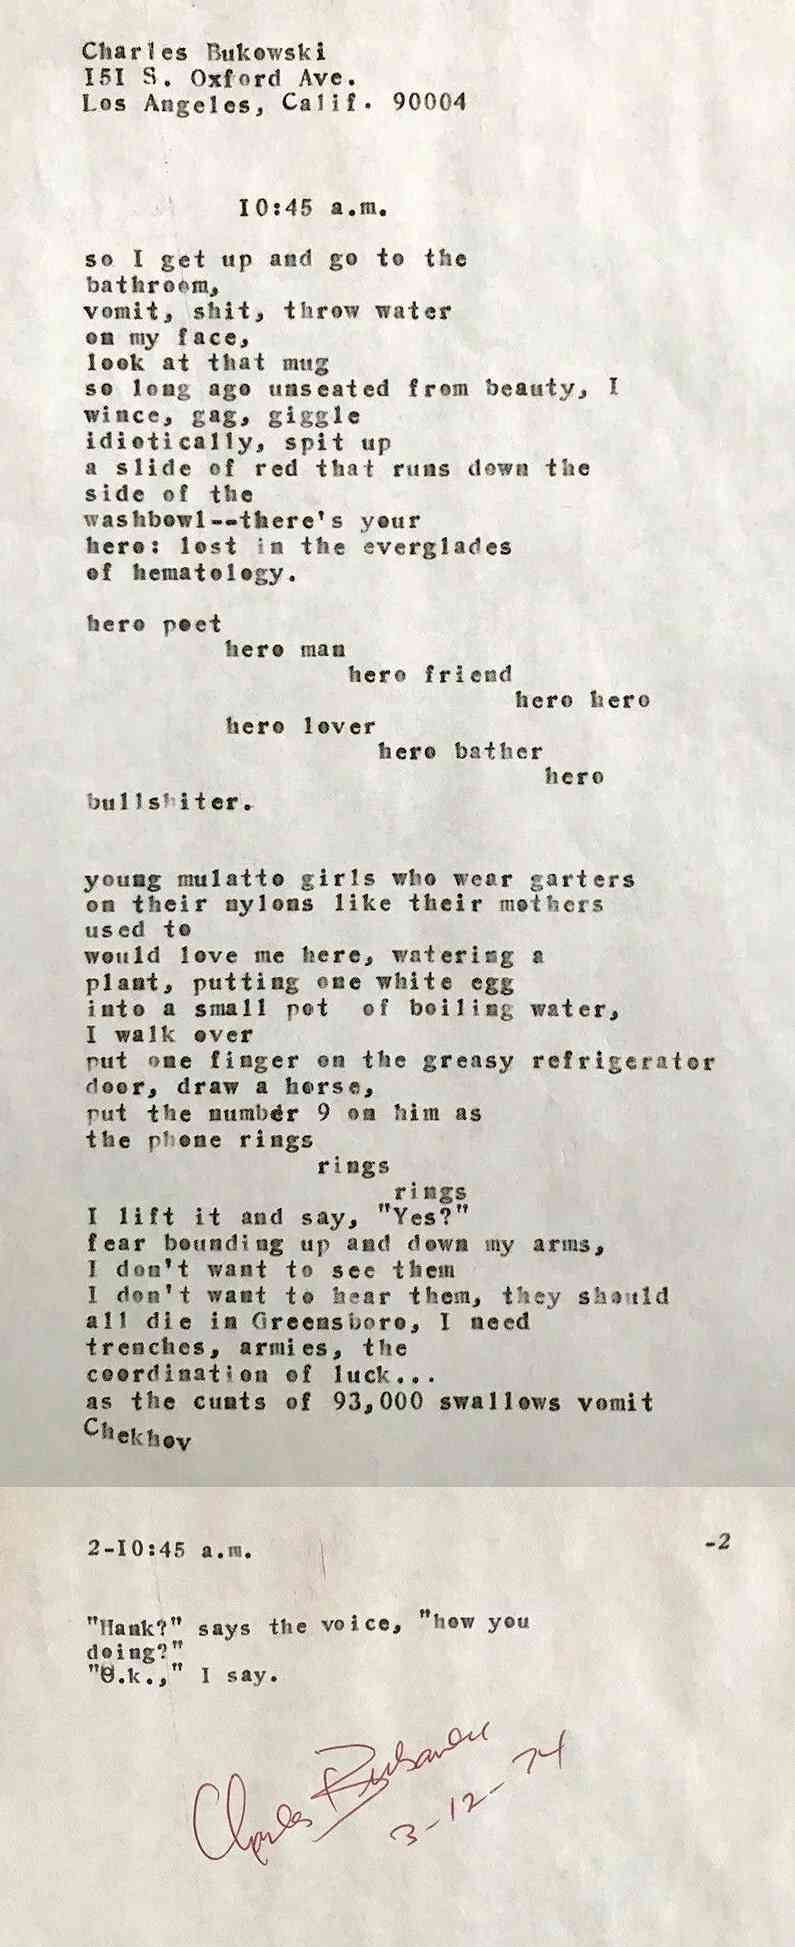 Charles Bukowski
I5I S. Oxford Ave.
Los Angeles, Calif. 90004
I0:45 a.m.
so I get up and go to the
bathroom,
vomit, shit, throw water
on my face,
look at that mug
so long ago unseated from beauty, I
wince, gag, giggle
idiotically, spit up
a slide of red that runs down the
side of the
washbowl--there's your
hero: lost in the everglades
of hematology.
hero poet
hero man
hero friend
hero hero
hero lover
hero bather
hero
bullshiter.
young mulatto girls who wear garters
on their nylons like their mothers
used to
would love me here, watering a
plant, putting one white egg
into a small pot  of boiling water,
I walk over
put one finger on the greasy refrigerator
door, draw a horse,
put the number 9 on him as
the phone rings
rings
rings
I lift it and say, "Yes?"
fear bounding up and down my arms,
I don't want to see them
I don't want to hear them, they should
all die in Greensboro, I need
trenches, armies, the
coordination of luck...
as the cunts of 93,000 swallows vomit
Chekhov
2-I0:45 a.m. -2
"Hank?" says the voice, "how you
doing?"
"O.k.," I say.
Charles Bukowski
3-12-74